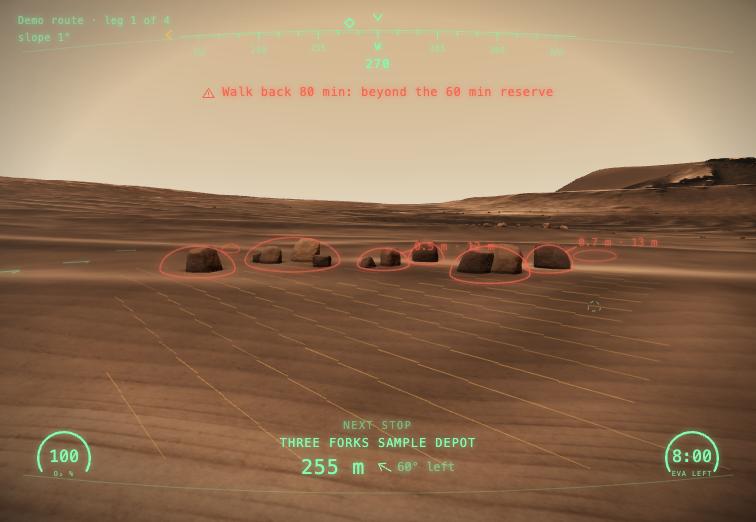 Demo route · leg 1 of 4
slope 1°
270
Walk back 80 min: beyond the 60 min reserve
0.7 m · 13 m
NEXT STOP
THREE FORKS SAMPLE DEPOT
255 m 60° left
100
O₂ %
8:00
EVA LEFT